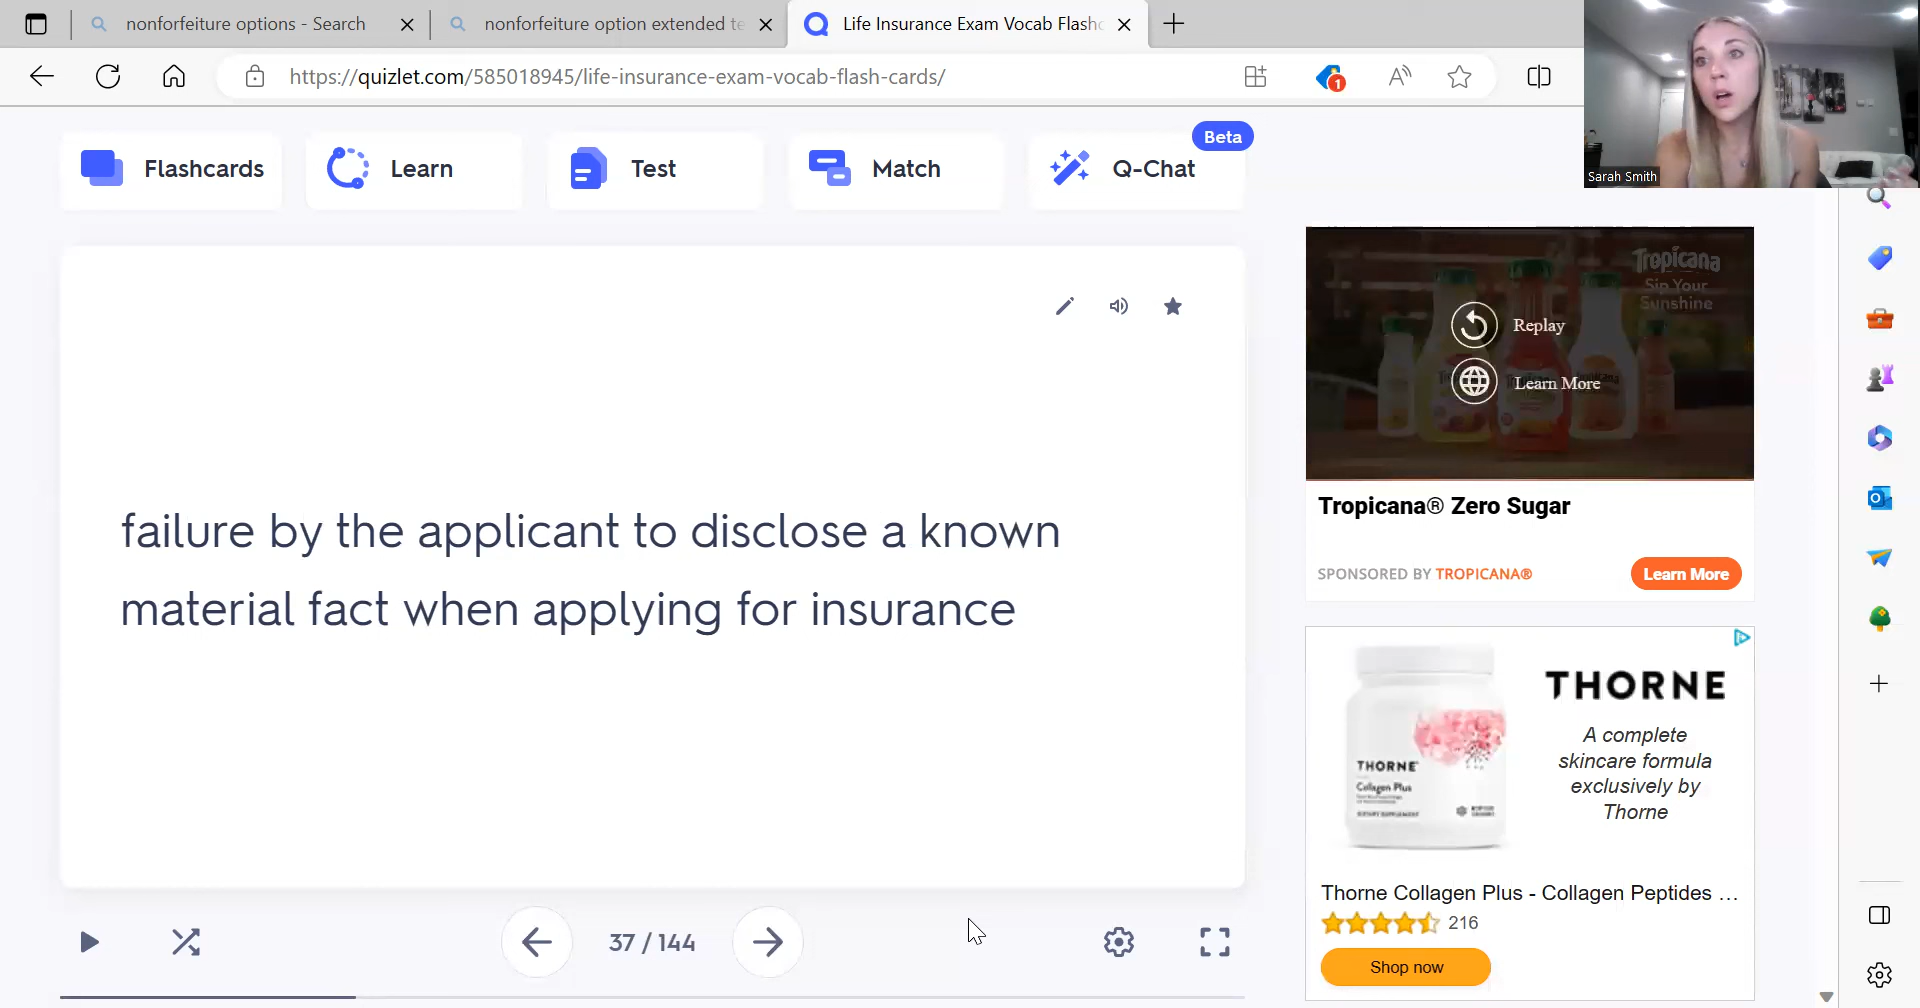 nonforfeiture options - Search
nonforfeiture option extended te
Life Insurance Exam Vocab Flashc
https://quizlet.com/585018945/life-insurance-exam-vocab-flash-cards/
1
Sarah Smith
Beta
Flashcards
Learn
Test
Match
Q-Chat
failure by the applicant to disclose a known
material fact when applying for insurance
37 / 144
Tropicana
Sip Your
Sunshine
Replay
Learn More
Tropicana® Zero Sugar
SPONSORED BY TROPICANA®
Learn More
THORNE
Collagen Plus
THORNE
A complete
skincare formula
exclusively by
Thorne
Thorne Collagen Plus - Collagen Peptides ...
216
Shop now